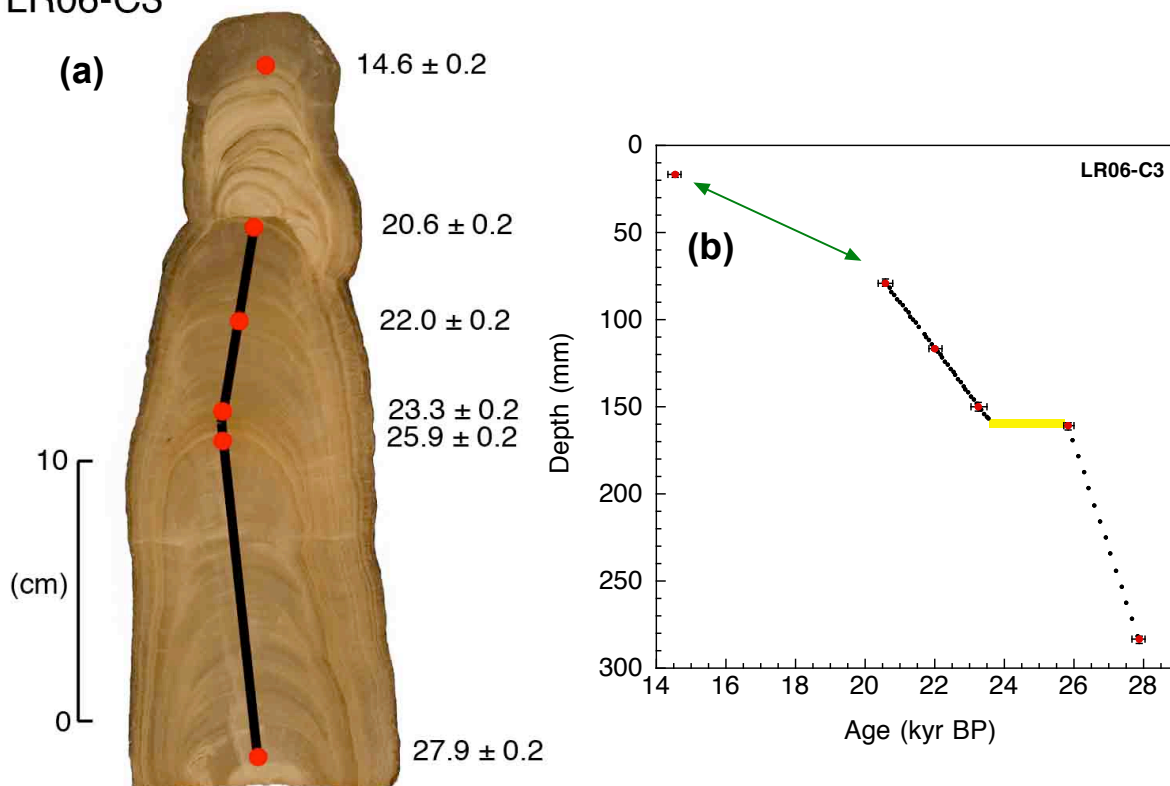 LR06-C3
(a)
14.6 ± 0.2
20.6 ± 0.2
22.0 ± 0.2
23.3 ± 0.2
25.9 ± 0.2
27.9 ± 0.2
10
(cm)
0
LR06-C3
(b)
Depth (mm)
0
50
100
150
200
250
300
14 16 18 20 22 24 26 28
Age (kyr BP)